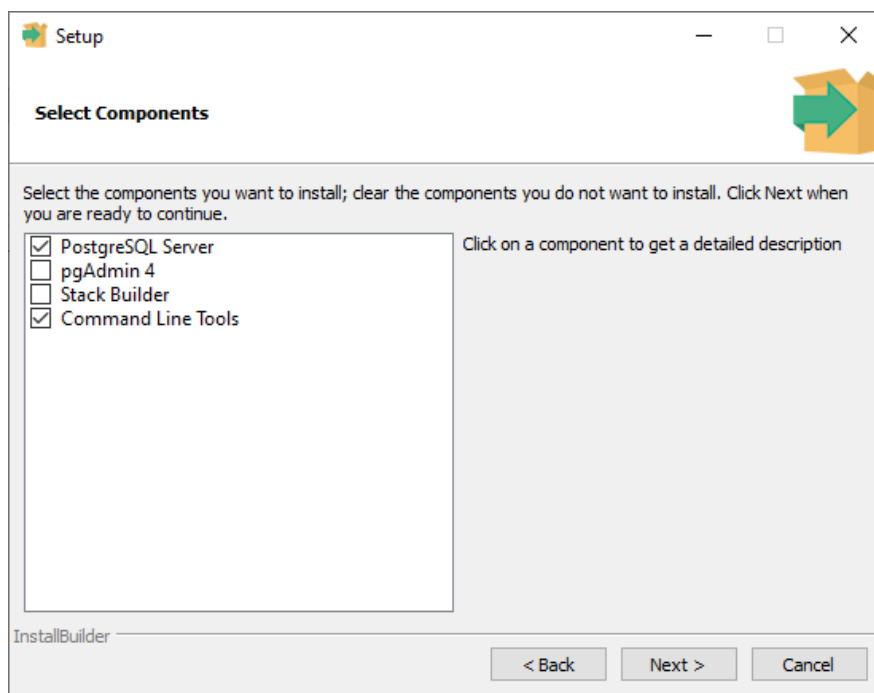 Setup
Select Components
Select the components you want to install; clear the components you do not want to install. Click Next when
you are ready to continue.
PostgreSQL Server
pgAdmin 4
Stack Builder
Command Line Tools
Click on a component to get a detailed description
InstallBuilder
< Back
Next >
Cancel